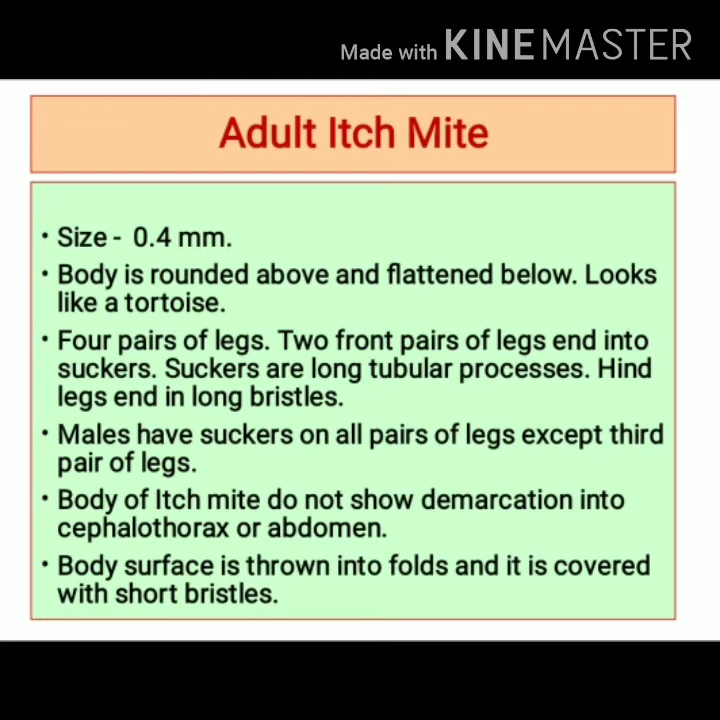 Made with KINEMASTER
Adult Itch Mite
• Size - 0.4 mm.
• Body is rounded above and flattened below. Looks
like a tortoise.
• Four pairs of legs. Two front pairs of legs end into
suckers. Suckers are long tubular processes. Hind
legs end in long bristles.
• Males have suckers on all pairs of legs except third
pair of legs.
• Body of Itch mite do not show demarcation into
cephalothorax or abdomen.
• Body surface is thrown into folds and it is covered
with short bristles.